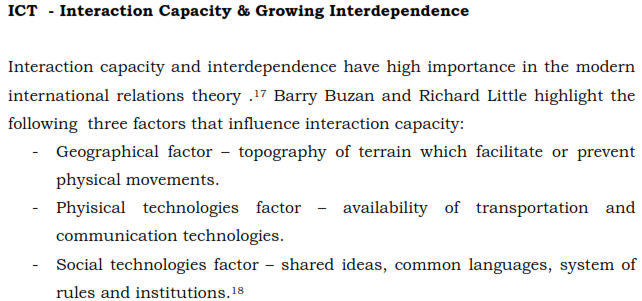 ICT - Interaction Capacity & Growing Interdependence
Interaction capacity and interdependence have high importance in the modern
international relations theory .17 Barry Buzan and Richard Little highlight the
following three factors that influence interaction capacity:
- Geographical factor – topography of terrain which facilitate or prevent
physical movements.
- Phyisical technologies factor – availability of transportation and
communication technologies.
- Social technologies factor – shared ideas, common languages, system of
rules and institutions.18